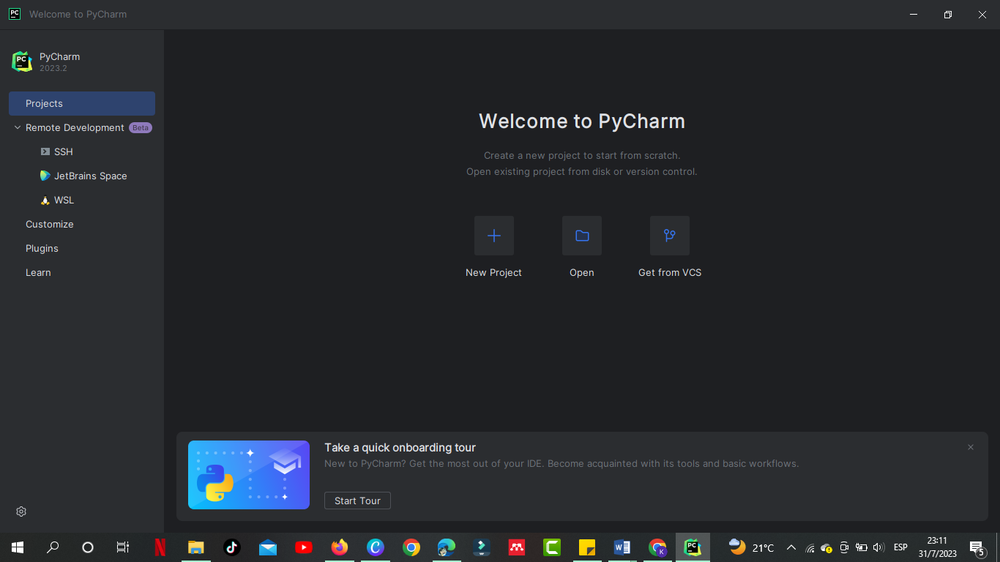 PC Welcome to PyCharm
PC PyCharm
2023.2
Projects
Remote Development Beta
SSH
JetBrains Space
WSL
Customize
Plugins
Learn
Welcome to PyCharm
Create a new project to start from scratch.
Open existing project from disk or version control.
New Project Open Get from VCS
Take a quick onboarding tour
New to PyCharm? Get the most out of your IDE. Become acquainted with its tools and basic workflows.
Start Tour
K PC 21°C ESP 23:11
31/7/2023 5